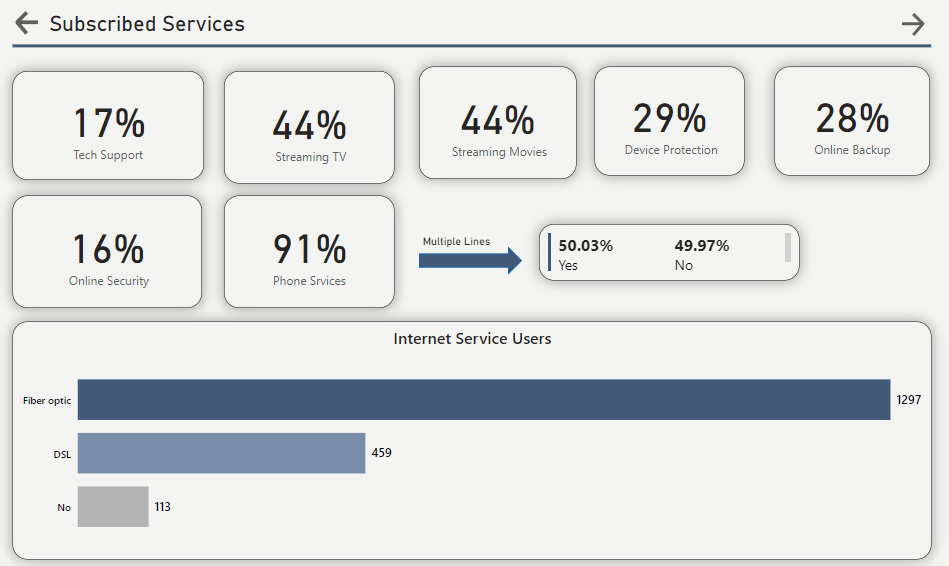 Subscribed Services
17%
Tech Support
44%
Streaming TV
44%
Streaming Movies
29%
Device Protection
28%
Online Backup
16%
Online Security
91%
Phone Srvices
Multiple Lines
50.03%
Yes
49.97%
No
Internet Service Users
Fiber optic
1297
DSL
459
No
113